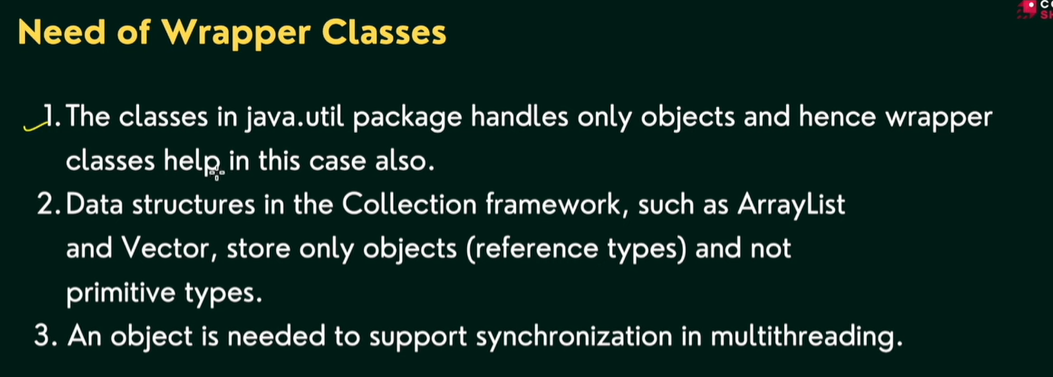 Need of Wrapper Classes
1. The classes in java.util package handles only objects and hence wrapper
classes help in this case also.
2. Data structures in the Collection framework, such as ArrayList
and Vector, store only objects (reference types) and not
primitive types.
3. An object is needed to support synchronization in multithreading.